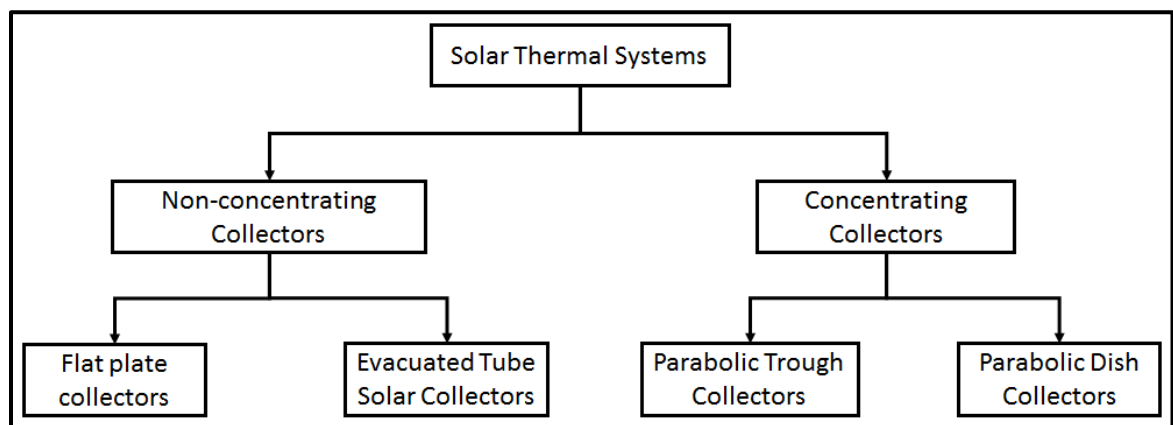 Solar Thermal Systems
Non-concentrating
Collectors
Concentrating
Collectors
Flat plate
collectors
Evacuated Tube
Solar Collectors
Parabolic Trough
Collectors
Parabolic Dish
Collectors